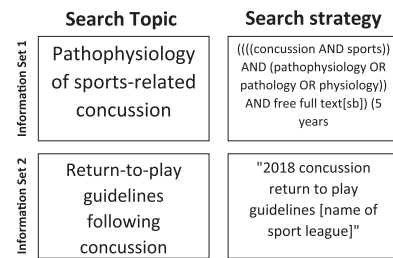 Search Topic
Search strategy
Information Set 1
Pathophysiology
of sports-related
concussion
((((concussion AND sports))
AND (pathophysiology OR
pathology OR physiology))
AND free full text[sb]) (5
years
Information Set 2
Return-to-play
guidelines
following
concussion
"2018 concussion
return to play
guidelines [name of
sport league]"